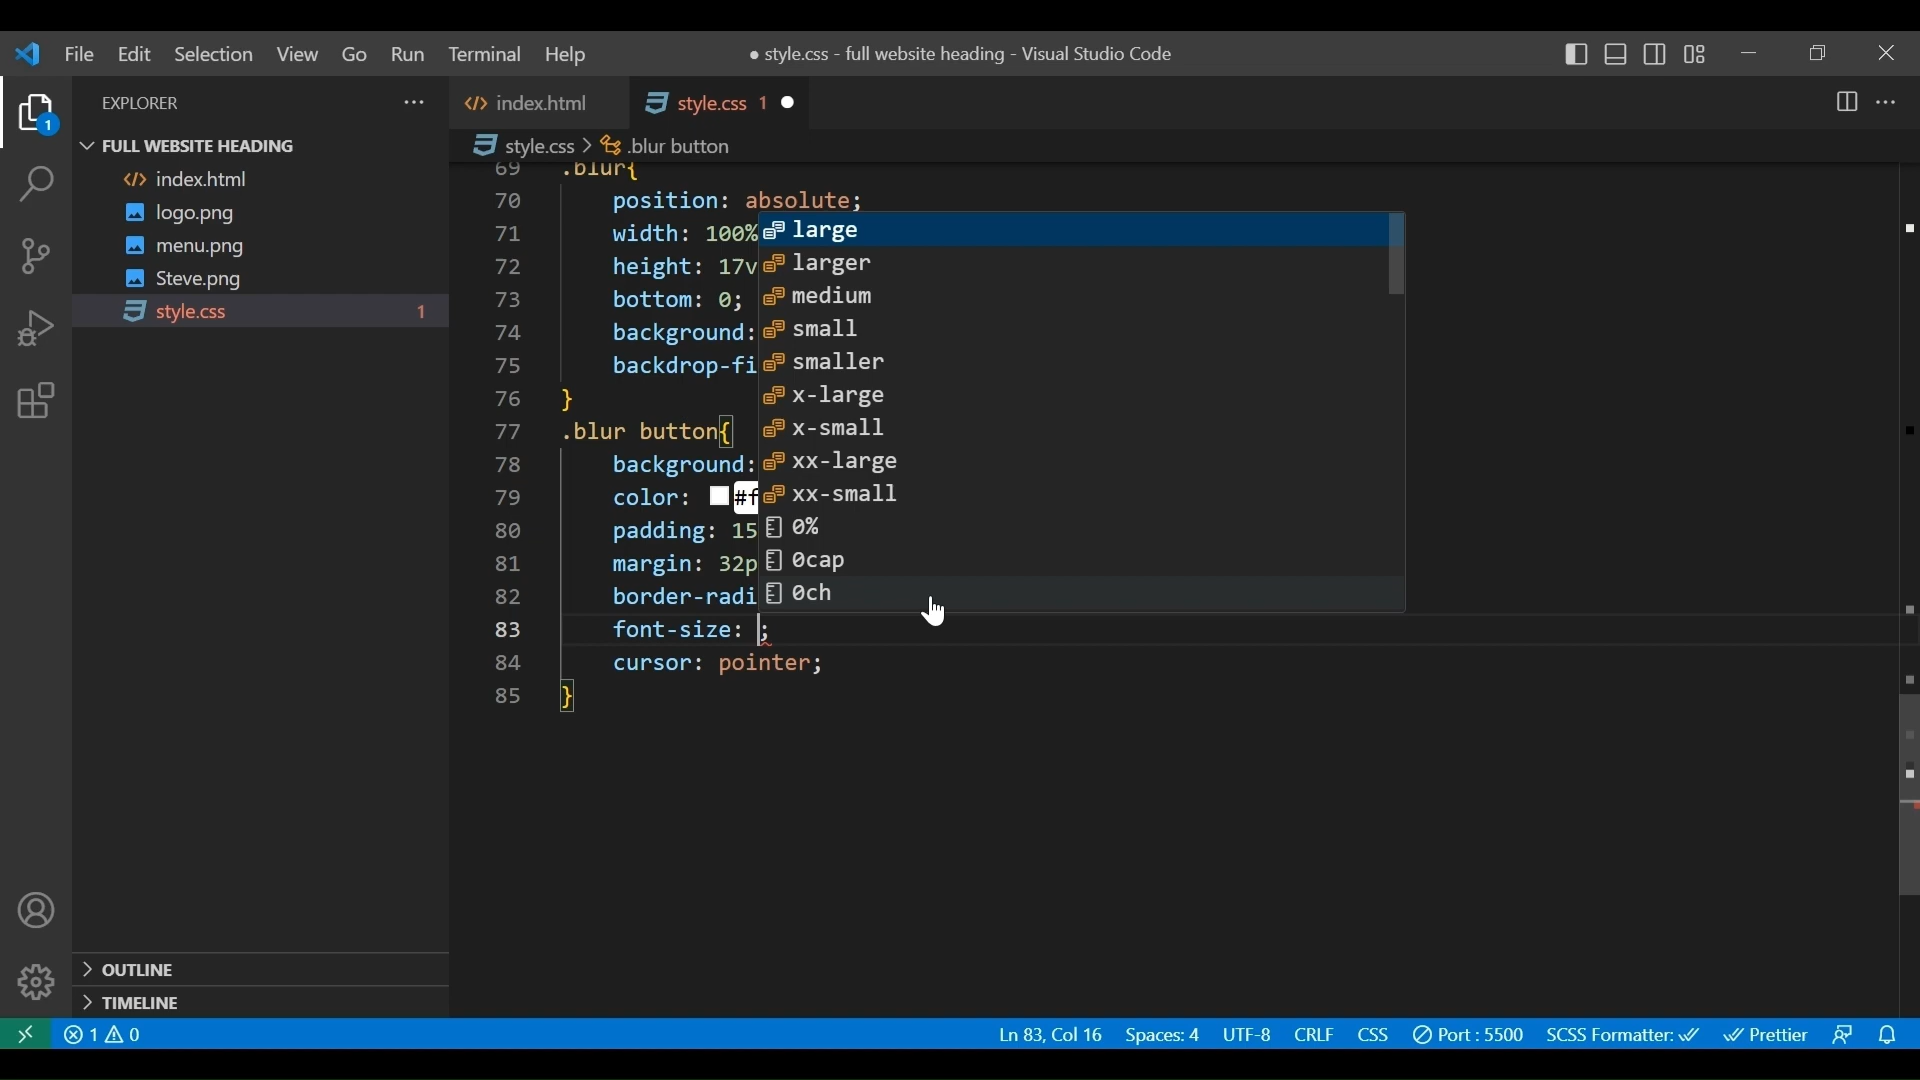 File Edit Selection View Go Run Terminal Help ● style.css - full website heading - Visual Studio Code
EXPLORER ···
index.html
style.css 1 ●
FULL WEBSITE HEADING
style.css > .blur button
index.html
logo.png
menu.png
Steve.png
style.css 1
69 .blur{
70 position: absolute;
71 width: 100%
72 height: 17v
73 bottom: 0;
74 background:
75 backdrop-fi
76 }
77 .blur button{
78 background:
79 color: #f
80 padding: 15
81 margin: 32p
82 border-radi
83 font-size: ;
84 cursor: pointer;
85 }
large
larger
medium
small
smaller
x-large
x-small
xx-large
xx-small
0%
0cap
0ch
1
OUTLINE
TIMELINE
1 0 Ln 83, Col 16 Spaces: 4 UTF-8 CRLF CSS Port : 5500 SCSS Formatter: Prettier